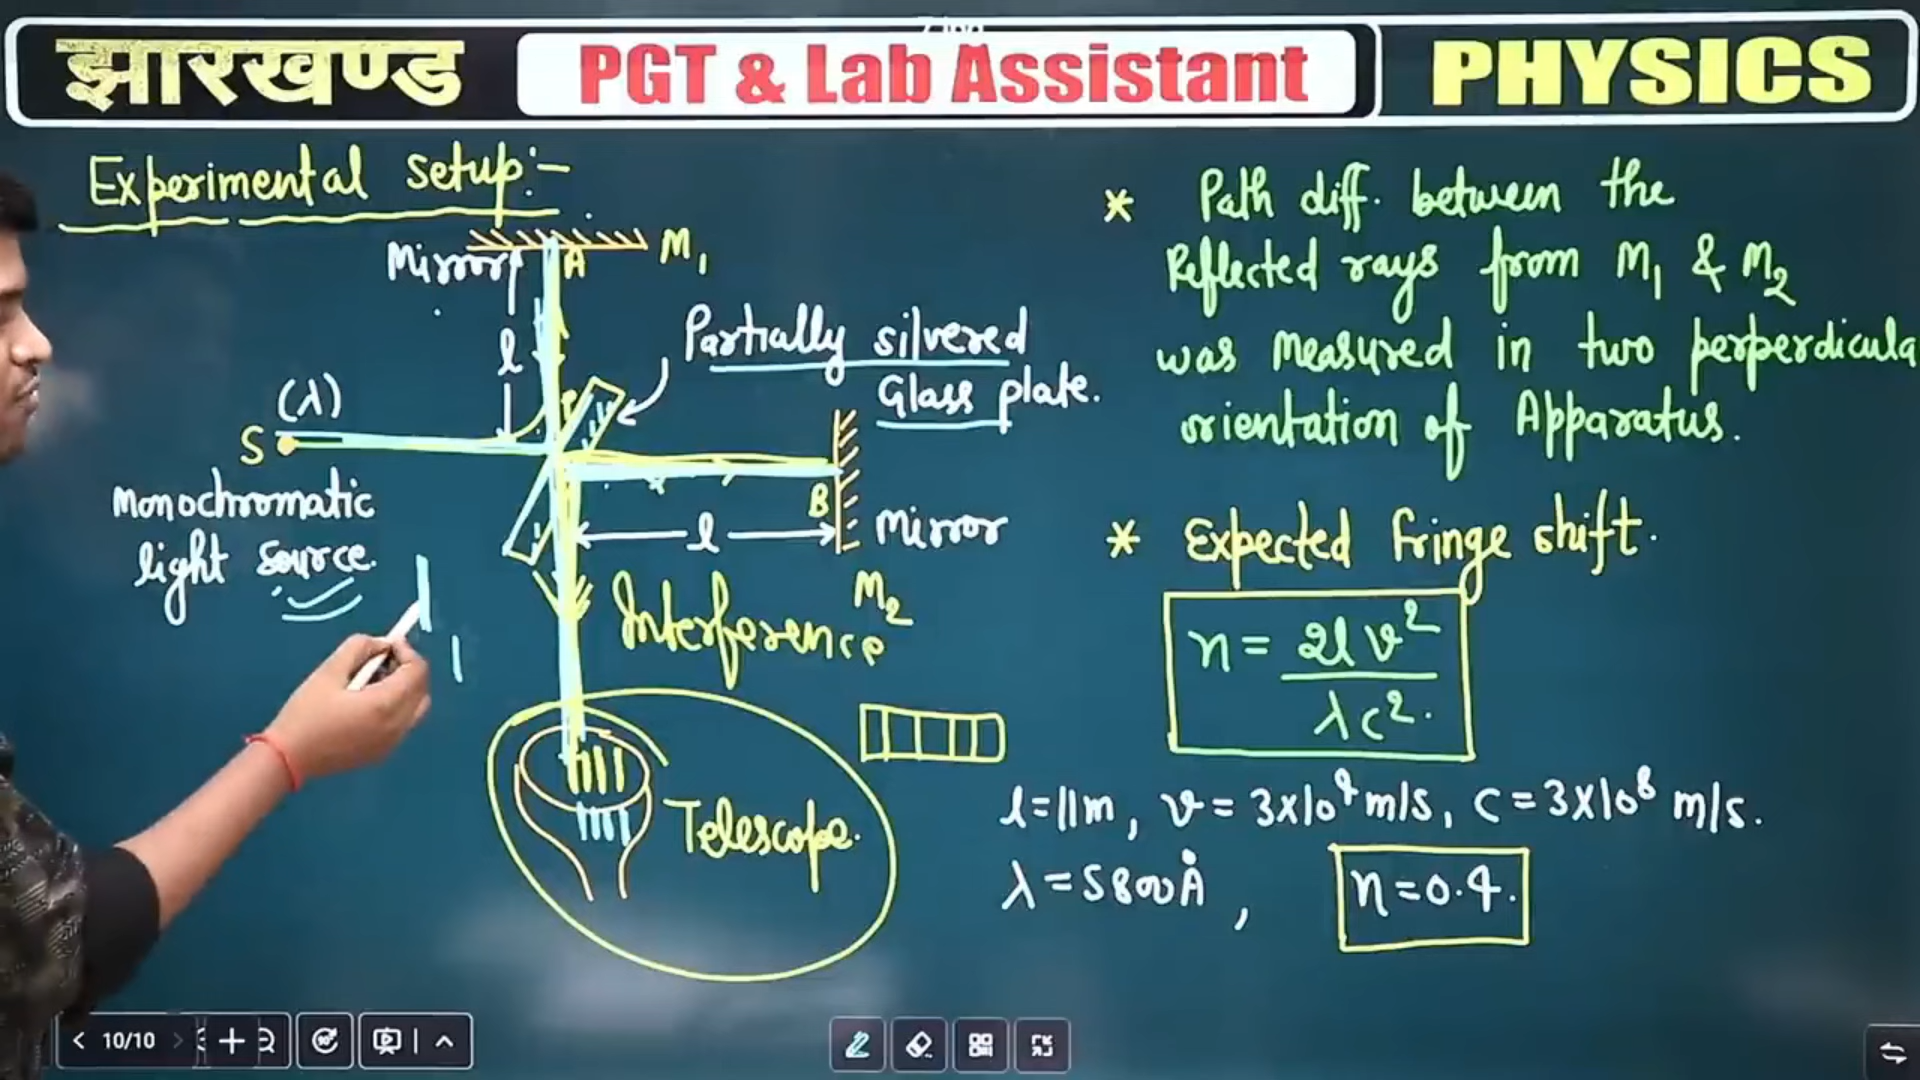 झारखण्ड
PGT & Lab Assistant
PHYSICS
Experimental setup:-
Mirror
A
M₁
l
Partially silvered
Glass plate.
(λ)
S
Monochromatic
light source.
B
l
Mirror
M₂
Interference
Telescope.
* Path diff. between the
Reflected rays from M₁ & M₂
was measured in two perperdicula
orientation of Apparatus.
* Expected fringe shift.
n = 2lv²/λc².
l=11m, v = 3×10⁴ m/s, c = 3×10⁸ m/s.
λ=5800Å,
n=0.4.
10/10
90°